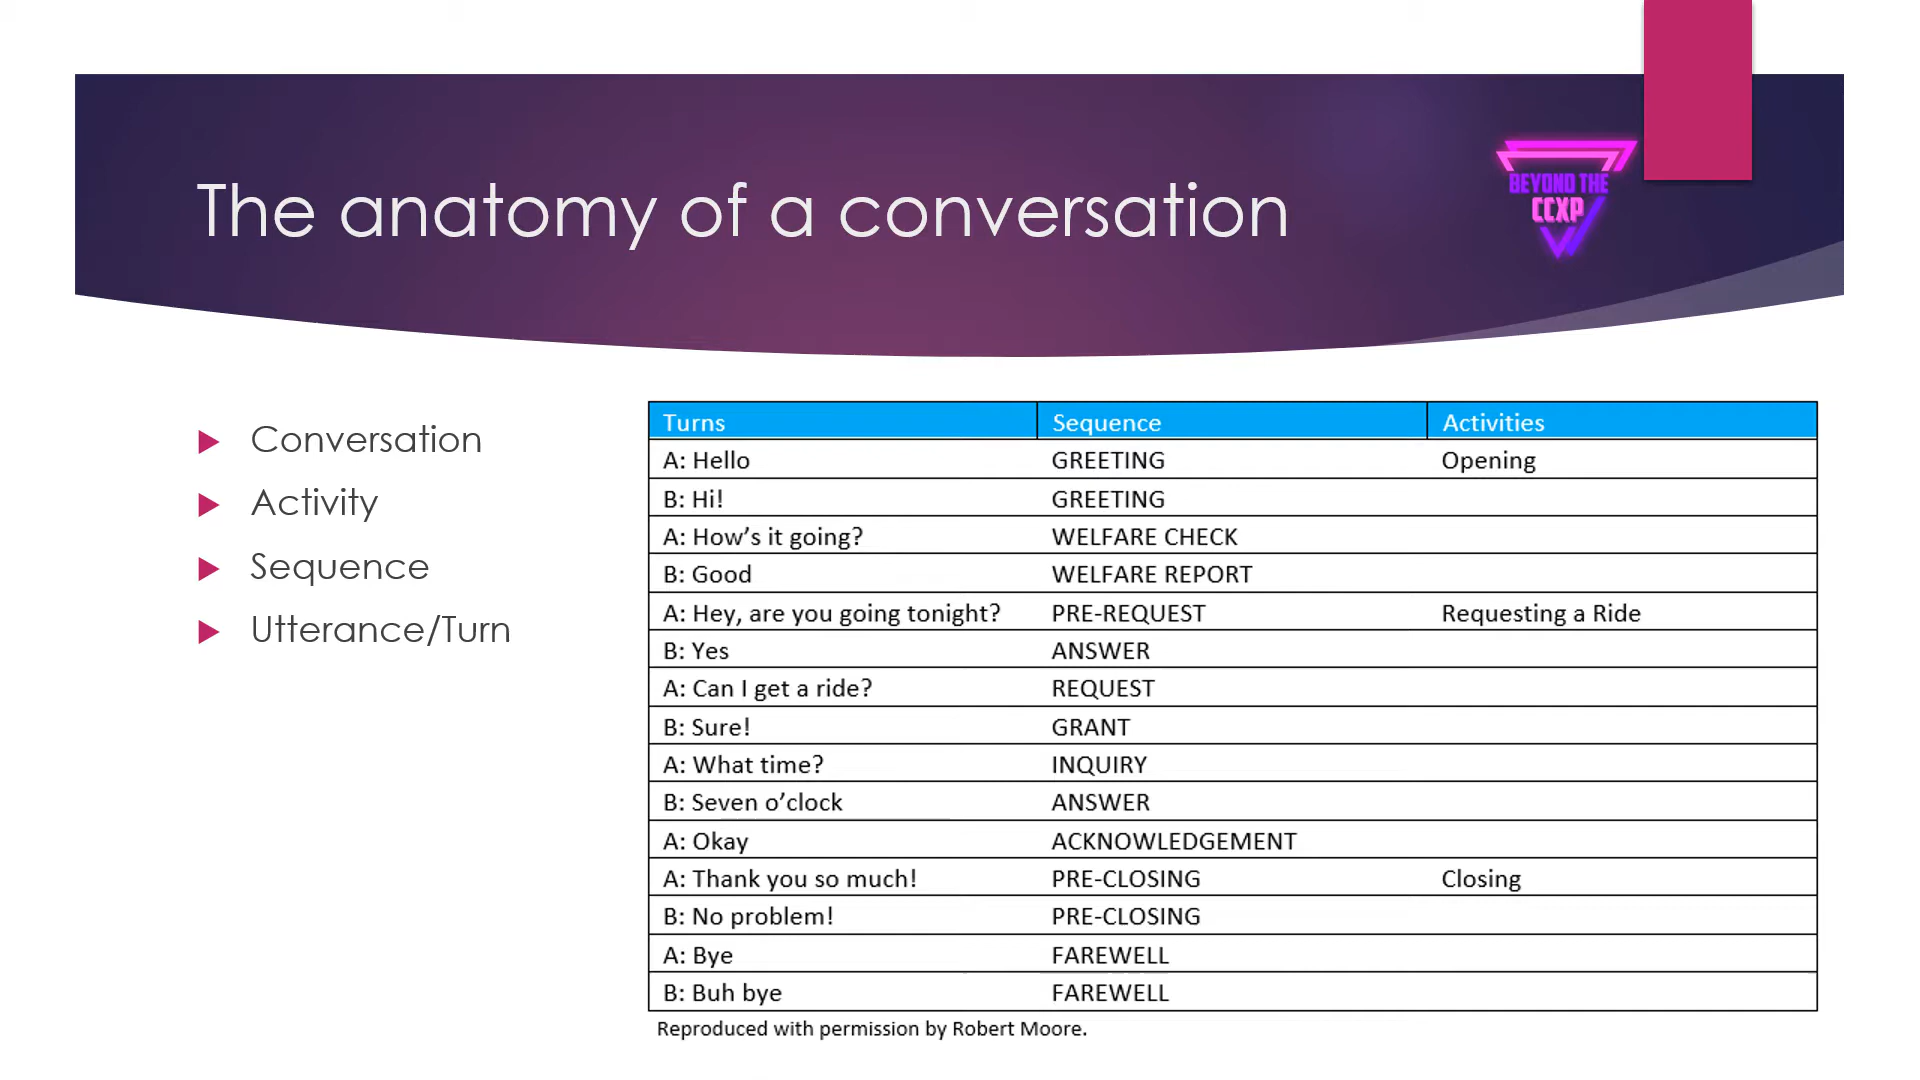 The anatomy of a conversation
BEYOND THE
CCXP
Conversation
Activity
Sequence
Utterance/Turn
Turns Sequence Activities
A: Hello GREETING Opening
B: Hi! GREETING
A: How’s it going? WELFARE CHECK
B: Good WELFARE REPORT
A: Hey, are you going tonight? PRE-REQUEST Requesting a Ride
B: Yes ANSWER
A: Can I get a ride? REQUEST
B: Sure! GRANT
A: What time? INQUIRY
B: Seven o’clock ANSWER
A: Okay ACKNOWLEDGEMENT
A: Thank you so much! PRE-CLOSING Closing
B: No problem! PRE-CLOSING
A: Bye FAREWELL
B: Buh bye FAREWELL
Reproduced with permission by Robert Moore.